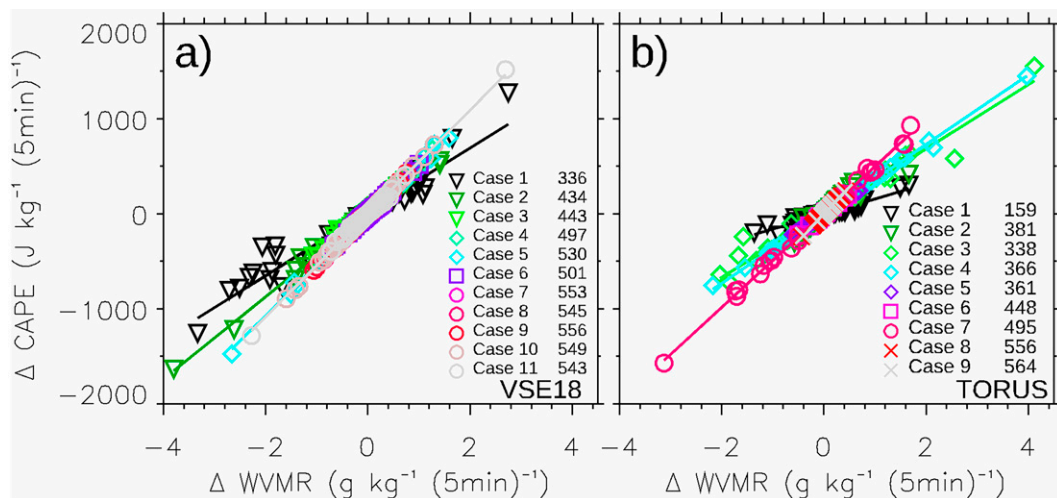 2000
1000
0
-1000
-2000
Δ CAPE (J kg⁻¹ (5min)⁻¹)
a)
Case 1 336
Case 2 434
Case 3 443
Case 4 497
Case 5 530
Case 6 501
Case 7 553
Case 8 545
Case 9 556
Case 10 549
Case 11 543
VSE18
-4 -2 0 2 4
Δ WVMR (g kg⁻¹ (5min)⁻¹)
b)
Case 1 159
Case 2 381
Case 3 338
Case 4 366
Case 5 361
Case 6 448
Case 7 495
Case 8 556
Case 9 564
TORUS
-4 -2 0 2 4
Δ WVMR (g kg⁻¹ (5min)⁻¹)